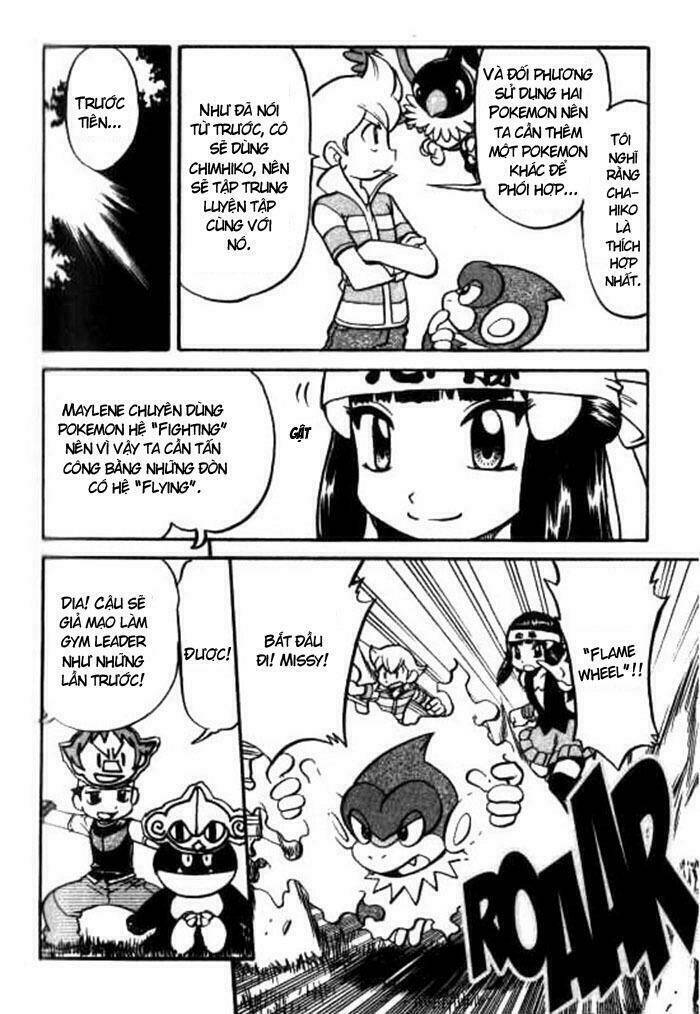 TRƯỚC
TIÊN...
NHƯ ĐÃ NÓI
TỪ TRƯỚC, CÔ
SẼ DÙNG
CHIMHIKO, NÊN
SẼ TẬP TRUNG
LUYỆN TẬP
CÙNG VỚI
NÓ.
VÀ ĐỐI PHƯƠNG
SỬ DỤNG HAI
POKEMON NÊN
TA CẦN THÊM
MỘT POKEMON
KHÁC ĐỂ
PHỐI HỢP...
TÔI
NGHĨ
RẰNG
CHA-
HIKO
LÀ
THÍCH
HỢP
NHẤT.
MAYLENE CHUYÊN DÙNG
POKEMON HỆ "FIGHTING"
NÊN VÌ VẬY TA CẦN TẤN
CÔNG BẰNG NHỮNG ĐÒN
CÓ HỆ "FLYING".
GẬT
DIA! CẬU SẼ
GIẢ MẠO LÀM
GYM LEADER
NHƯ NHỮNG
LẦN TRƯỚC!
ĐƯỢC!
BẮT ĐẦU
ĐI! MISSY!
"FLAME
WHEEL"!!
ROAAAR